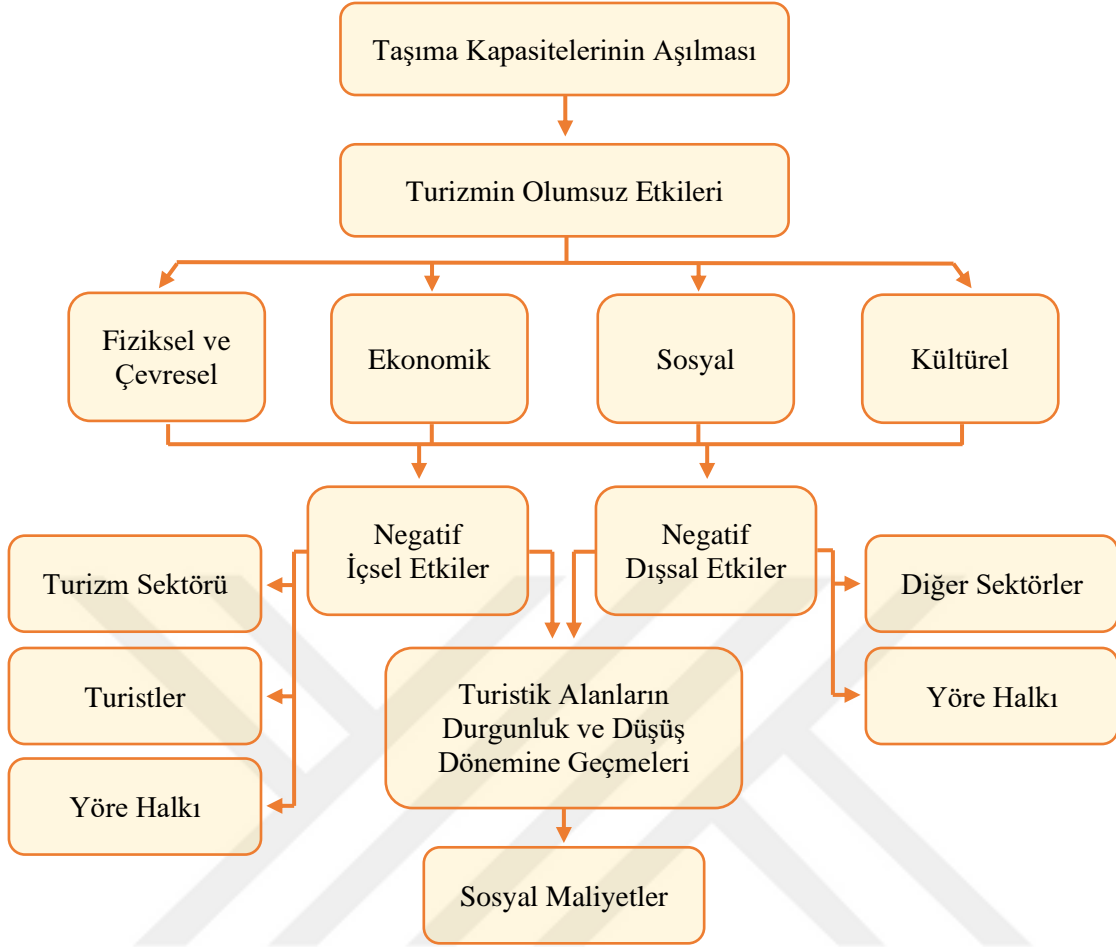 Taşıma Kapasitelerinin Aşılması
Turizmin Olumsuz Etkileri
Fiziksel ve
Çevresel
Ekonomik
Sosyal
Kültürel
Negatif
İçsel Etkiler
Negatif
Dışsal Etkiler
Turizm Sektörü
Turistler
Yöre Halkı
Diğer Sektörler
Yöre Halkı
Turistik Alanların
Durgunluk ve Düşüş
Dönemine Geçmeleri
Sosyal Maliyetler